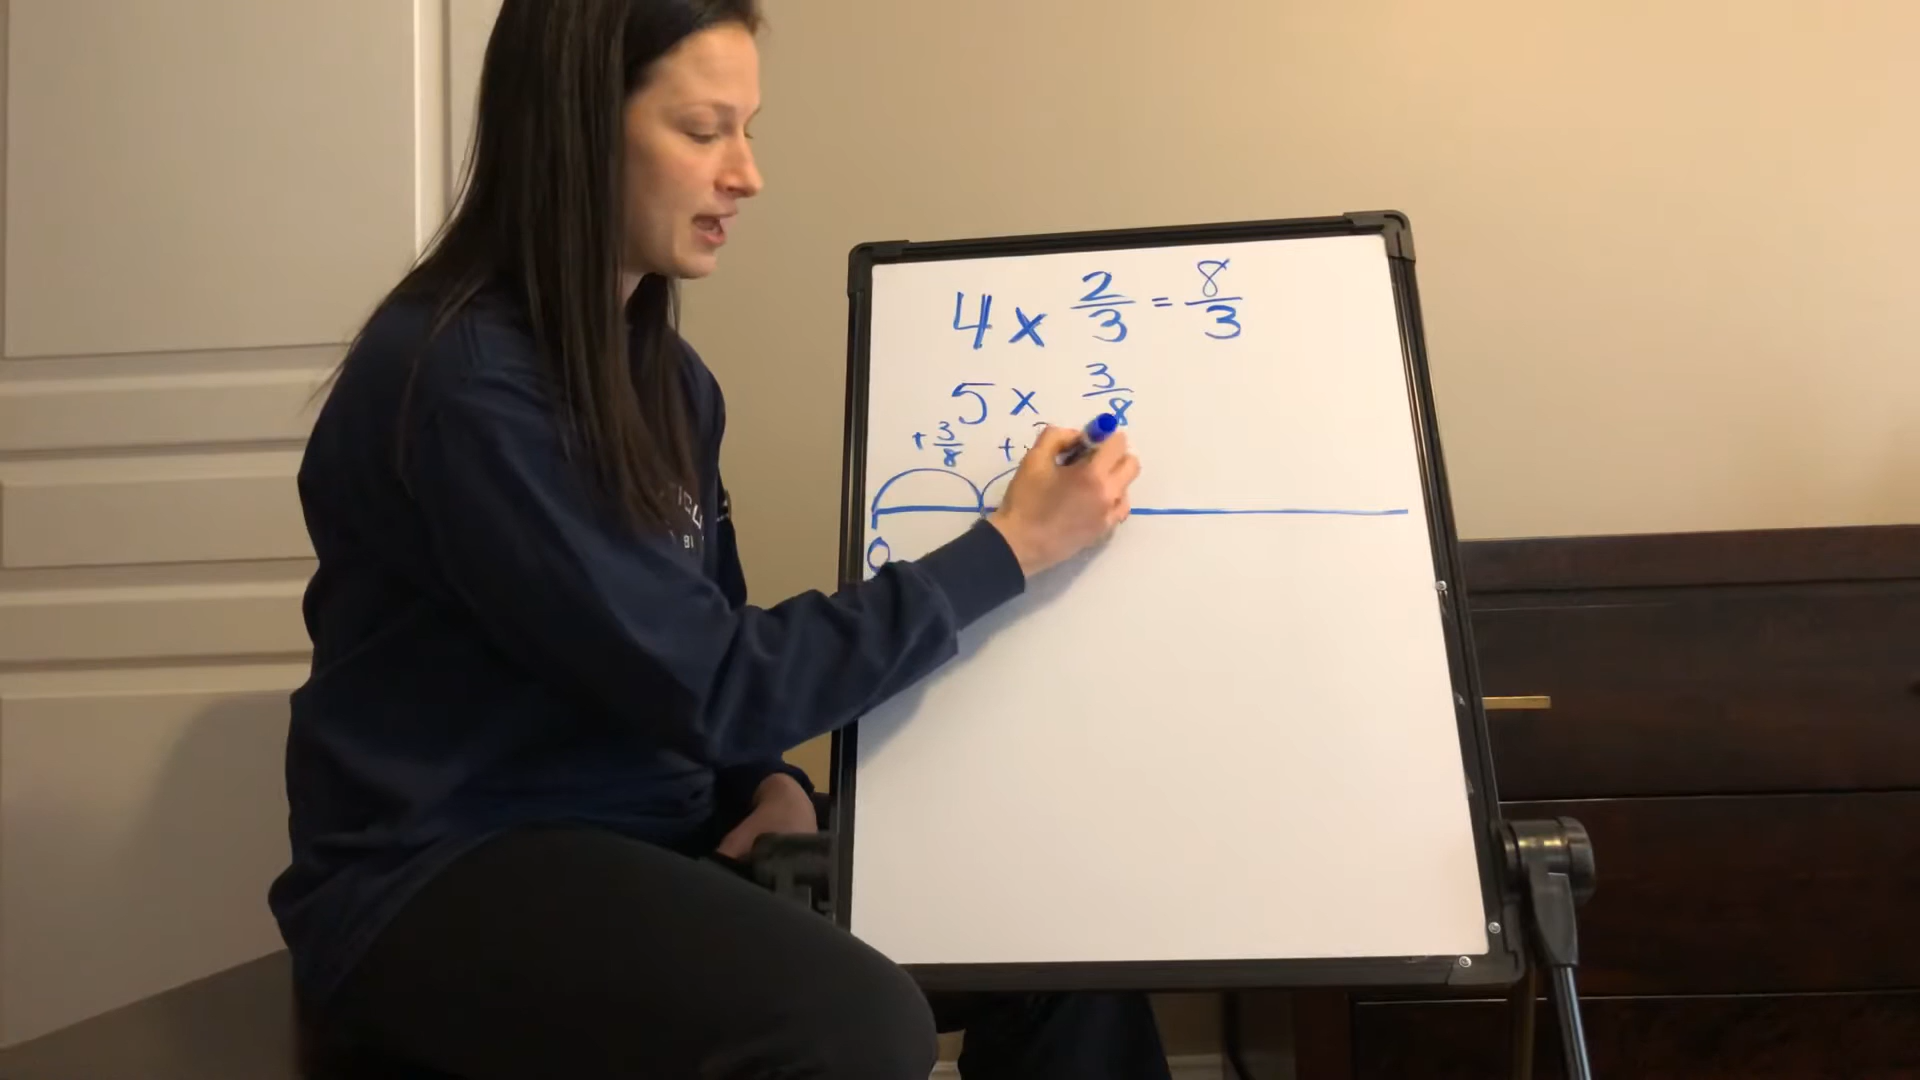 4 x 2/3 = 8/3
5 x 3/8
+ 3/8 +
0